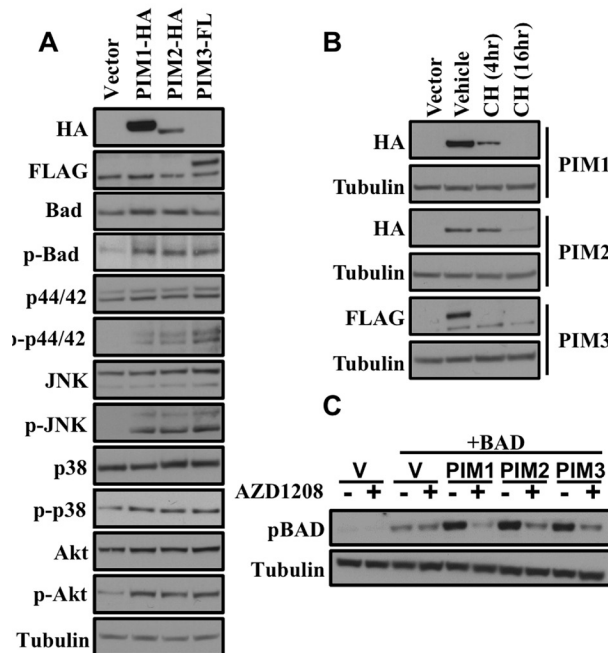 A
Vector
PIM1-HA
PIM2-HA
PIM3-FL
HA
FLAG
Bad
p-Bad
p44/42
p-p44/42
JNK
p-JNK
p38
p-p38
Akt
p-Akt
Tubulin
B
Vector
Vehicle
CH (4hr)
CH (16hr)
HA
Tubulin
PIM1
HA
Tubulin
PIM2
FLAG
Tubulin
PIM3
C
+BAD
V V PIM1 PIM2 PIM3
AZD1208 - + - + - + - + - +
pBAD
Tubulin